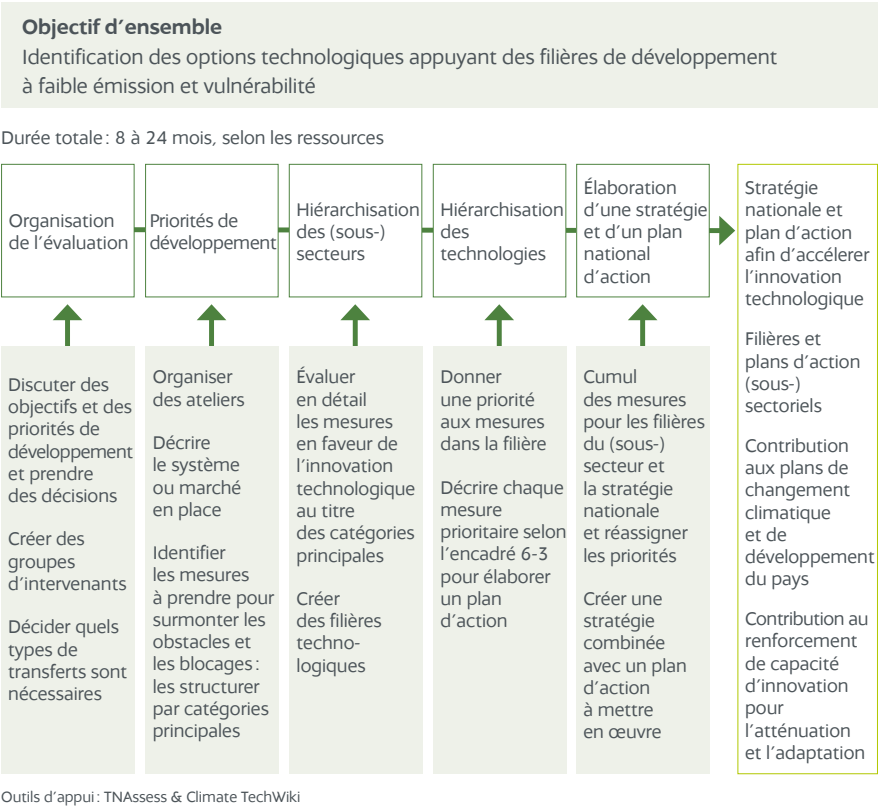 Objectif d'ensemble
Identification des options technologiques appuyant des filières de développement
à faible émission et vulnérabilité
Durée totale : 8 à 24 mois, selon les ressources
Organisation
de l'évaluation
Priorités de
développement
Hiérarchisation
des (sous-)
secteurs
Hiérarchisation
des
technologies
Élaboration
d'une stratégie
et d'un plan
national
d'action
Stratégie
nationale et
plan d'action
afin d'accélerer
l'innovation
technologique
Filières et
plans d'action
(sous-)
sectoriels
Contribution
aux plans de
changement
climatique
et de
développement
du pays
Contribution au
renforcement
de capacité
d'innovation
pour
l'atténuation
et l'adaptation
Discuter des
objectifs et des
priorités de
développement
et prendre
des décisions
Créer des
groupes
d'intervenants
Décider quels
types de
transferts sont
nécessaires
Organiser
des ateliers
Décrire
le système
ou marché
en place
Identifier
les mesures
à prendre pour
surmonter les
obstacles et
les blocages :
les structurer
par catégories
principales
Évaluer
en détail
les mesures
en faveur de
l'innovation
technologique
au titre
des catégories
principales
Créer
des filières
techno-
logiques
Donner
une priorité
aux mesures
dans la filière
Décrire chaque
mesure
prioritaire selon
l'encadré 6-3
pour élaborer
un plan
d'action
Cumul
des mesures
pour les filières
du (sous-)
secteur et
la stratégie
nationale
et réassigner
les priorités
Créer une
stratégie
combinée
avec un plan
d'action
à mettre
en œuvre
Outils d'appui : TNAssess & Climate TechWiki